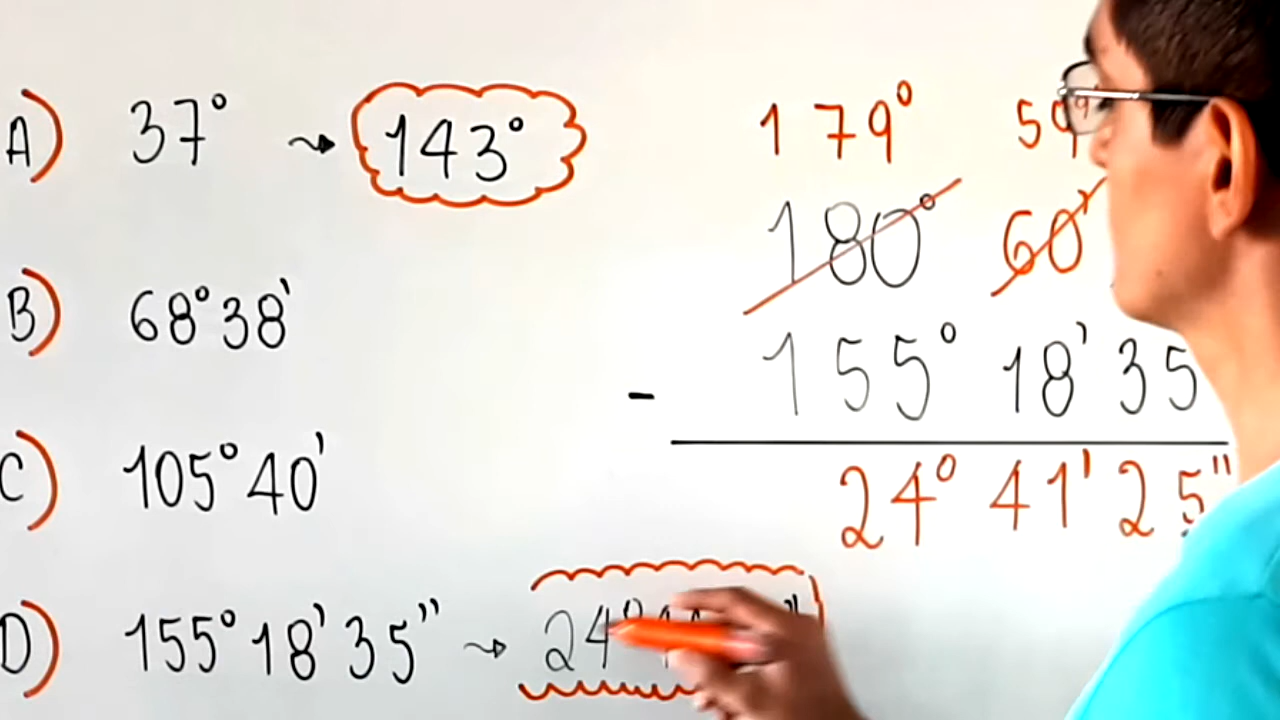 A) 37° ⇝ 143°
B) 68°38'
C) 105°40'
D) 155°18'35" ⇝ 24°
179° 59'
180° 60'
- 155° 18' 35
24° 41' 25"